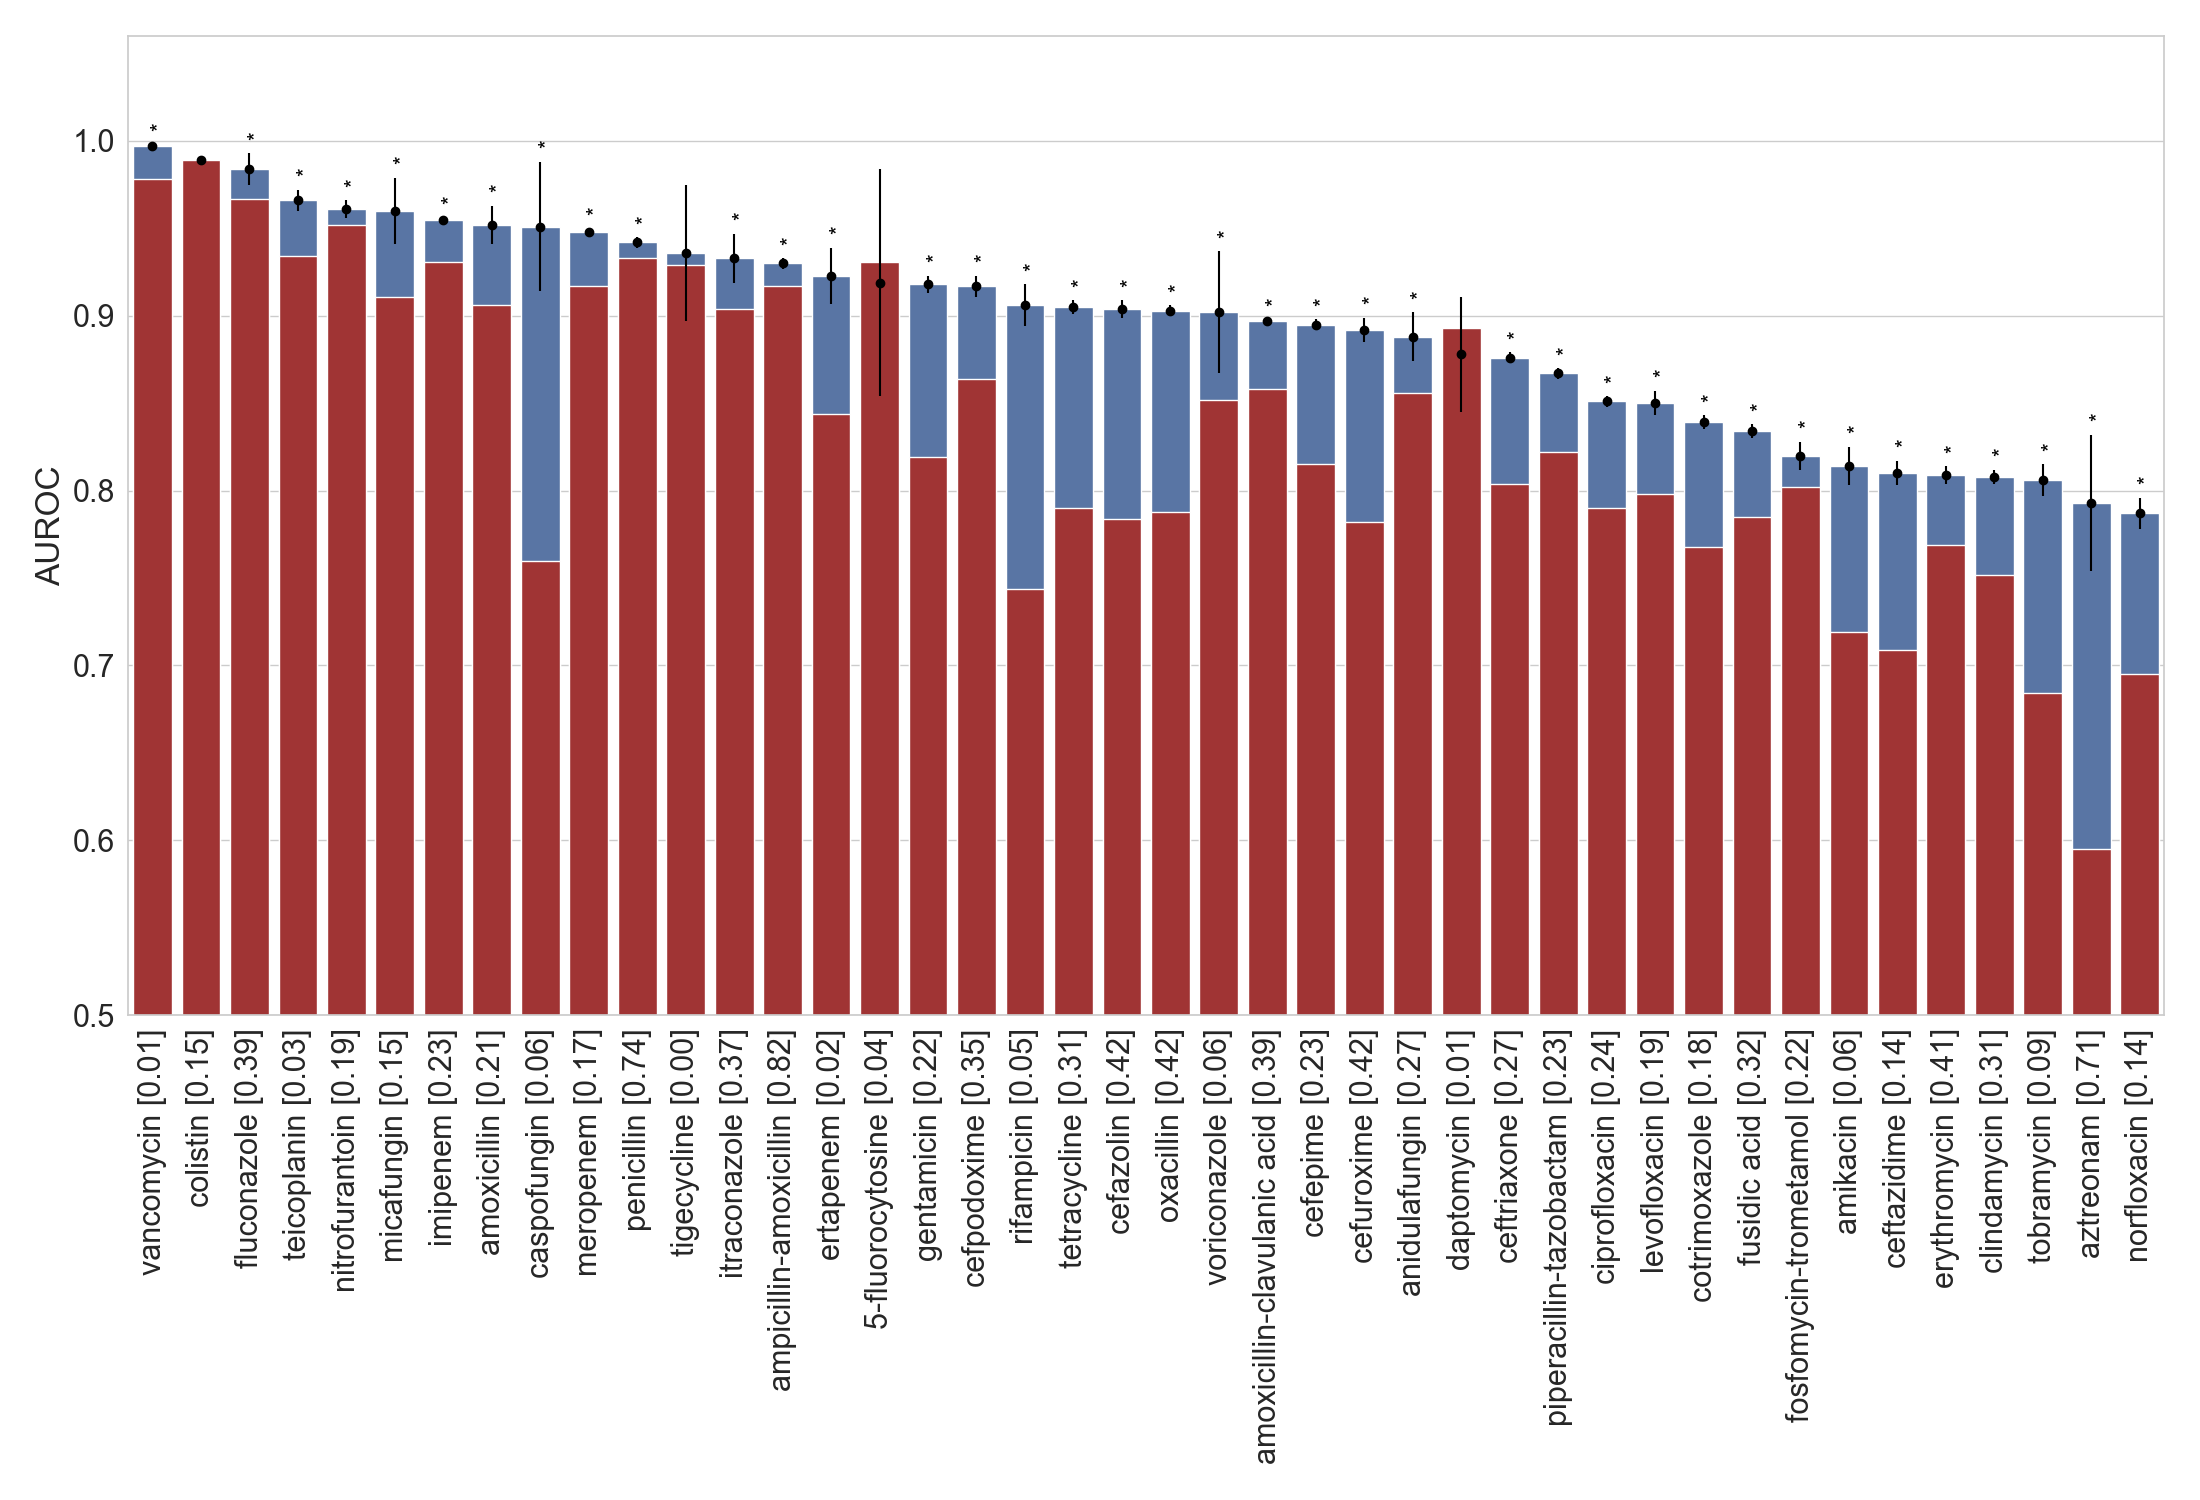 AUROC
1.0
0.9
0.8
0.7
0.6
0.5
* * * * * * * * * * * * * * * * * * * * * * * * * * * * * * * * * * * * * *
vancomycin [0.01]
colistin [0.15]
fluconazole [0.39]
teicoplanin [0.03]
nitrofurantoin [0.19]
micafungin [0.15]
imipenem [0.23]
amoxicillin [0.21]
caspofungin [0.06]
meropenem [0.17]
penicillin [0.74]
tigecycline [0.00]
itraconazole [0.37]
ampicillin-amoxicillin [0.82]
ertapenem [0.02]
5-fluorocytosine [0.04]
gentamicin [0.22]
cefpodoxime [0.35]
rifampicin [0.05]
tetracycline [0.31]
cefazolin [0.42]
oxacillin [0.42]
voriconazole [0.06]
amoxicillin-clavulanic acid [0.39]
cefepime [0.23]
cefuroxime [0.42]
anidulafungin [0.27]
daptomycin [0.01]
ceftriaxone [0.27]
piperacillin-tazobactam [0.23]
ciprofloxacin [0.24]
levofloxacin [0.19]
cotrimoxazole [0.18]
fusidic acid [0.32]
fosfomycin-trometamol [0.22]
amikacin [0.06]
ceftazidime [0.14]
erythromycin [0.41]
clindamycin [0.31]
tobramycin [0.09]
aztreonam [0.71]
norfloxacin [0.14]